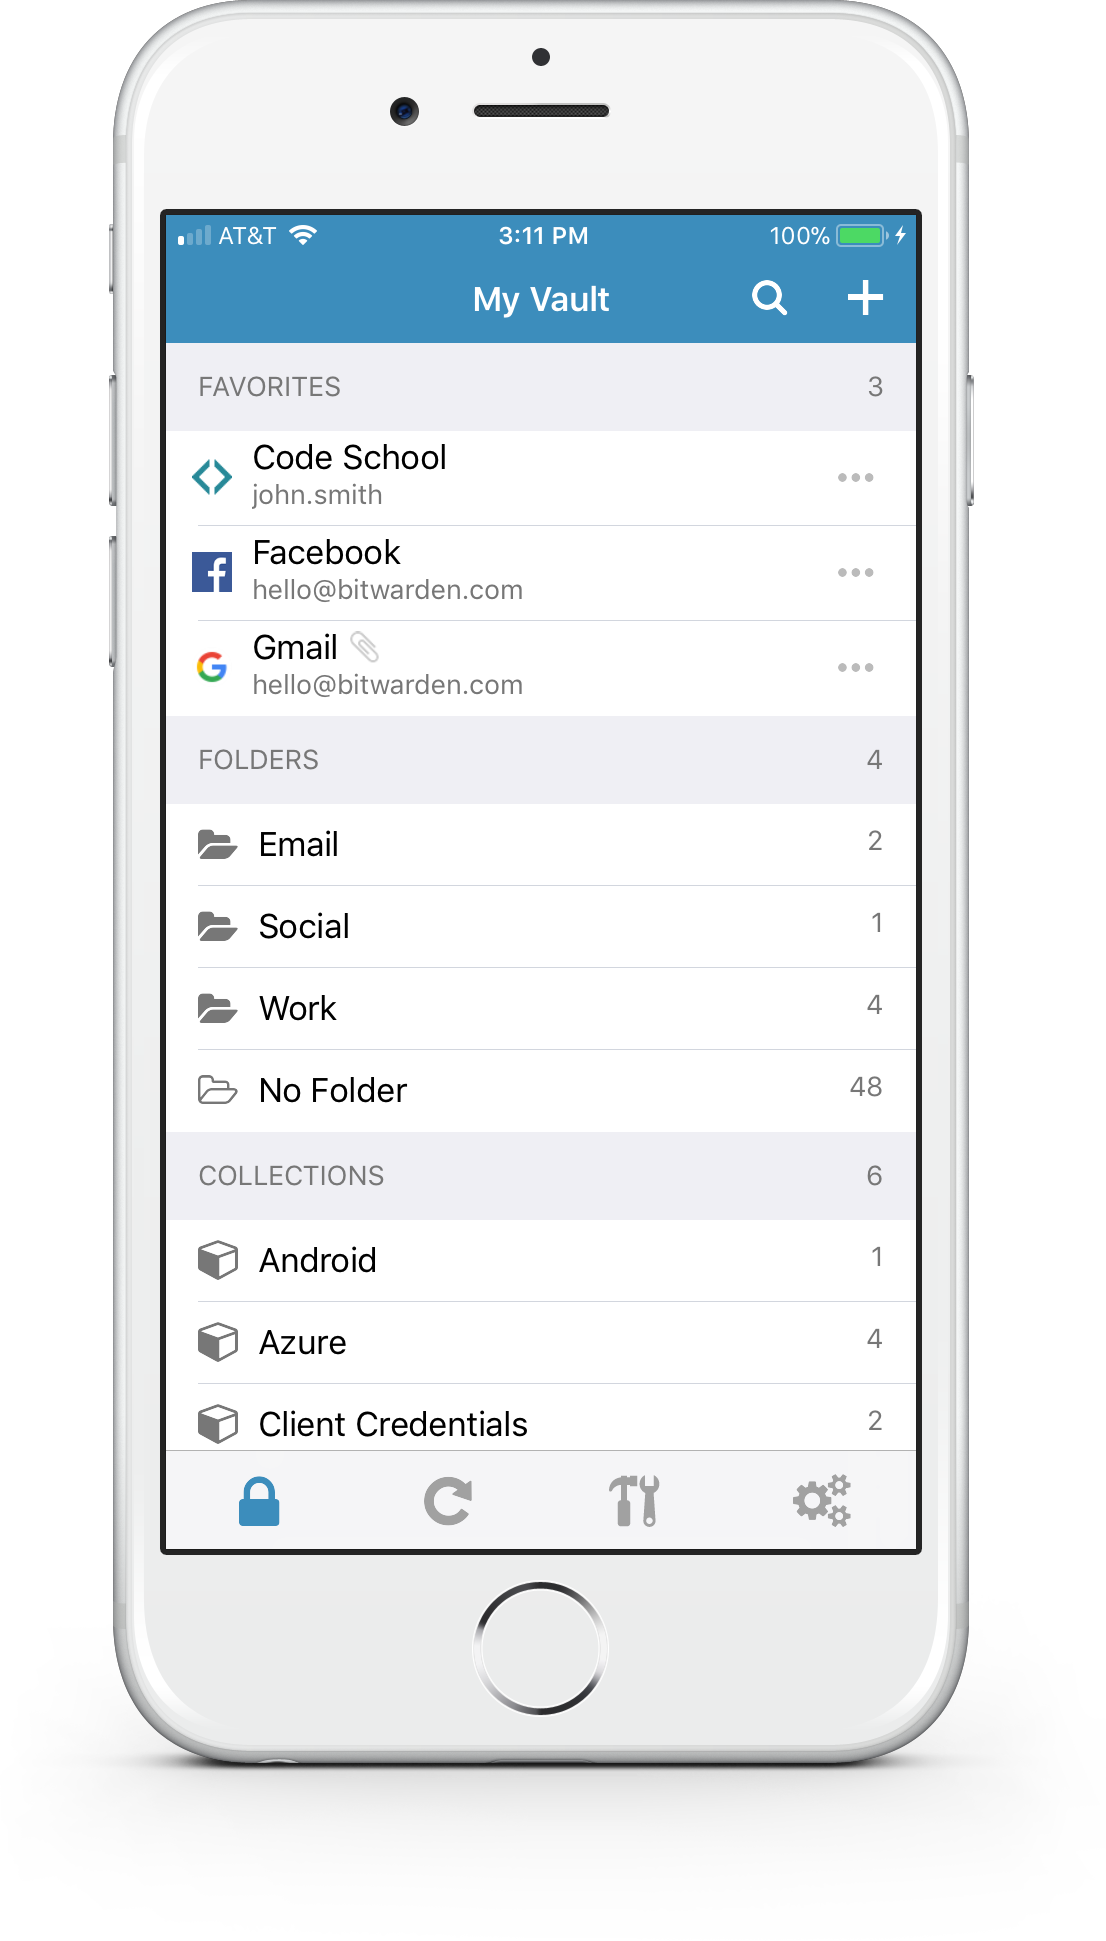 AT&T 3:11 PM 100%
My Vault
FAVORITES 3
Code School
john.smith
Facebook
hello@bitwarden.com
Gmail
hello@bitwarden.com
FOLDERS 4
Email 2
Social 1
Work 4
No Folder 48
COLLECTIONS 6
Android 1
Azure 4
Client Credentials 2